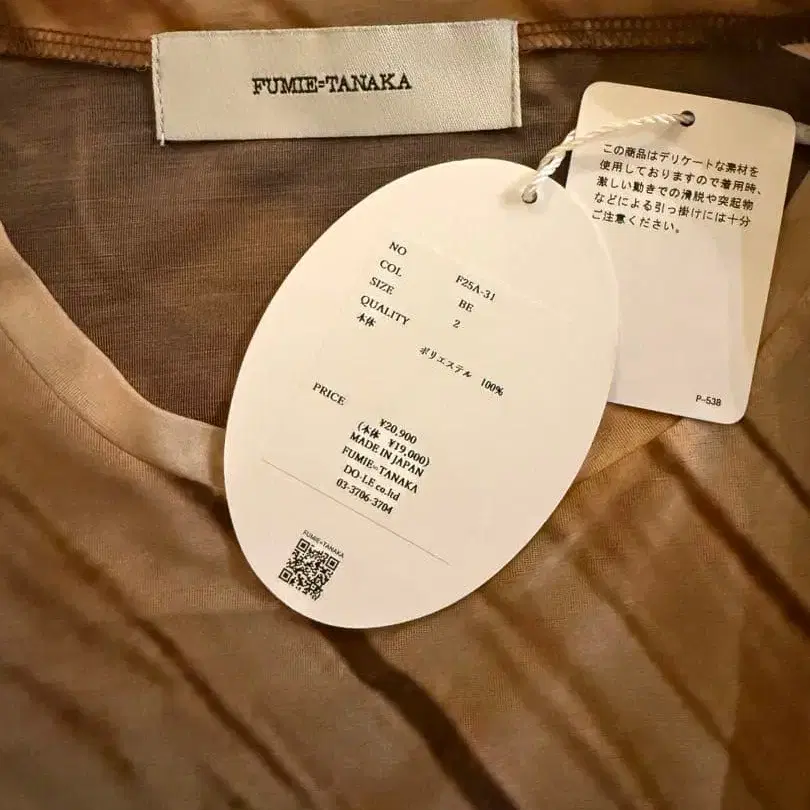 FUMIE=TANAKA
この商品はデリケートな素材を
使用しておりますので着用時、
激しい動きでの滑脱や突起物
などによる引っ掛けには十分
ご注意ください。
P-538
NO F25A-31
COL BE
SIZE 2
QUALITY
本体
ポリエステル 100%
PRICE
¥20,900
(本体 ¥19,000)
MADE IN JAPAN
FUMIE=TANAKA
DO-LE co.ltd
03-3706-3704
FUMIE=TANAKA